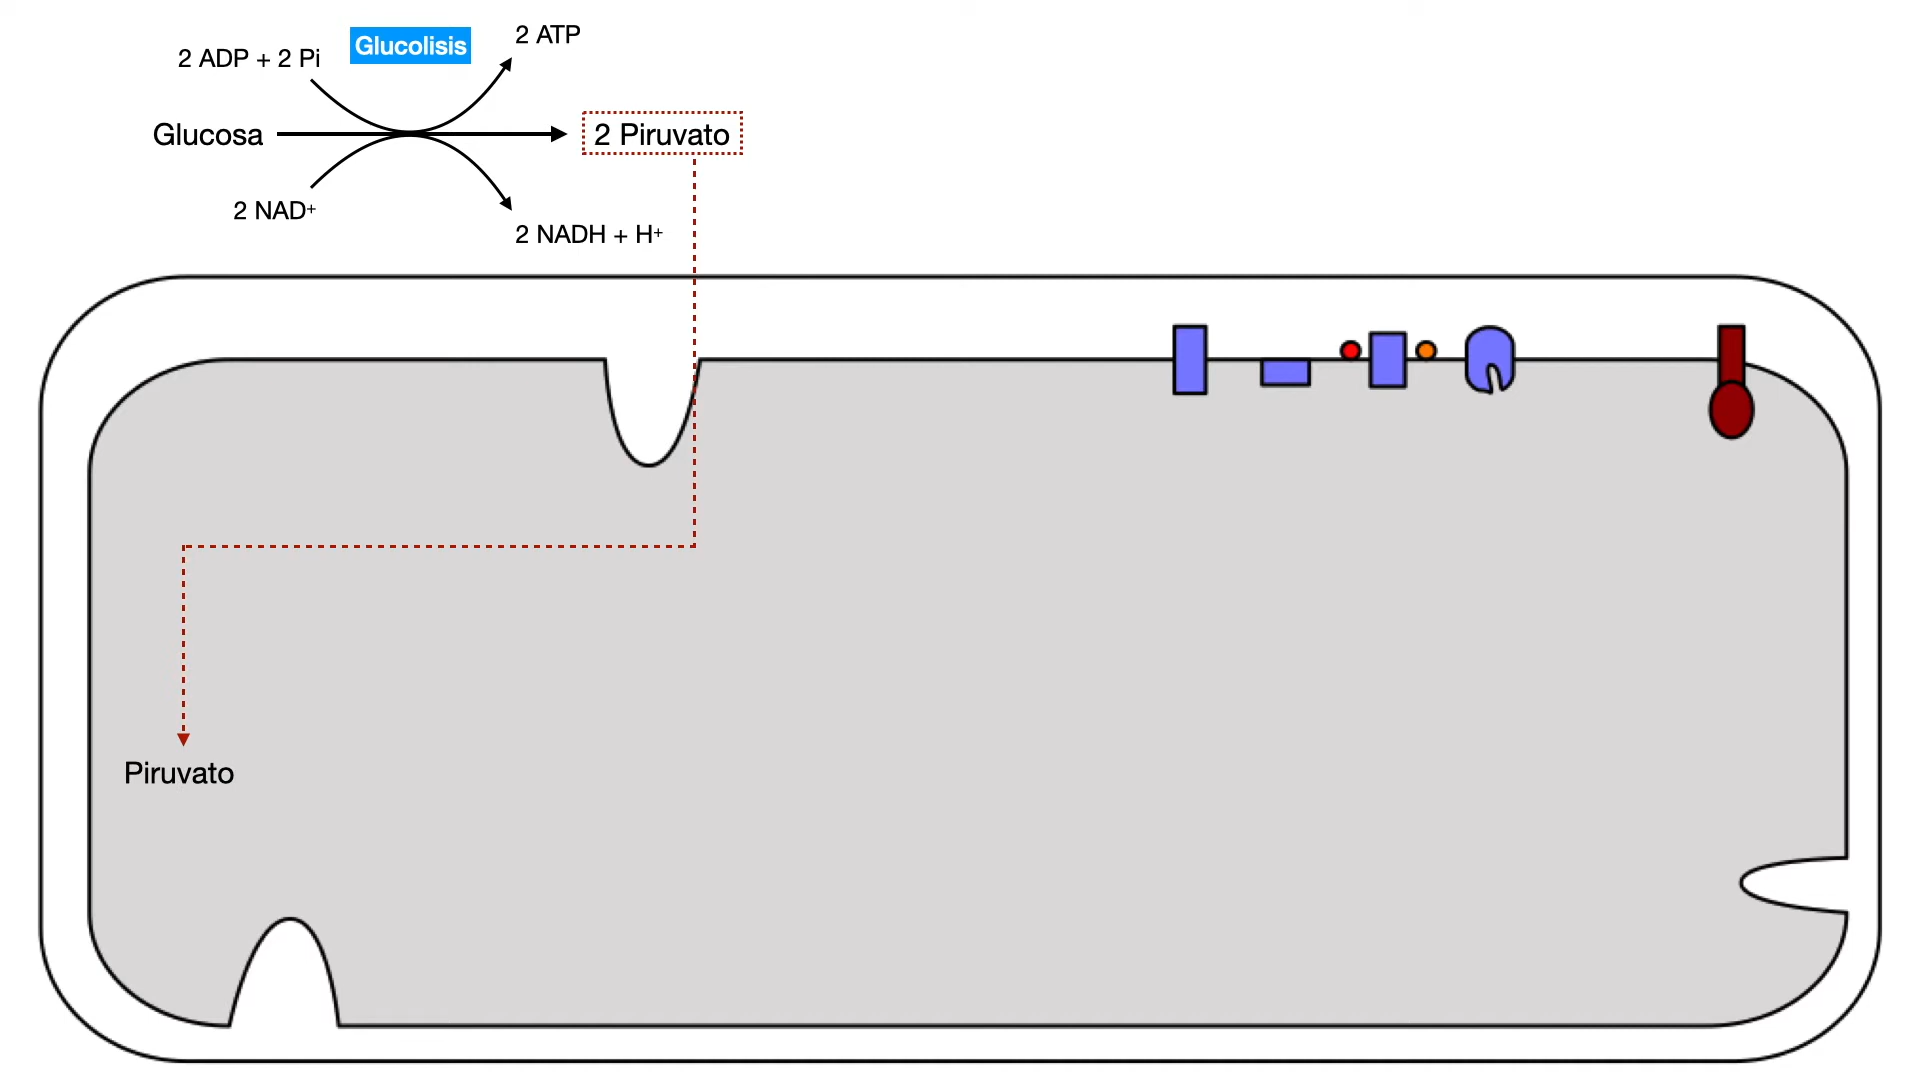 2 ADP + 2 Pi
Glucolisis
2 ATP
Glucosa
2 Piruvato
2 NAD⁺
2 NADH + H⁺
Piruvato